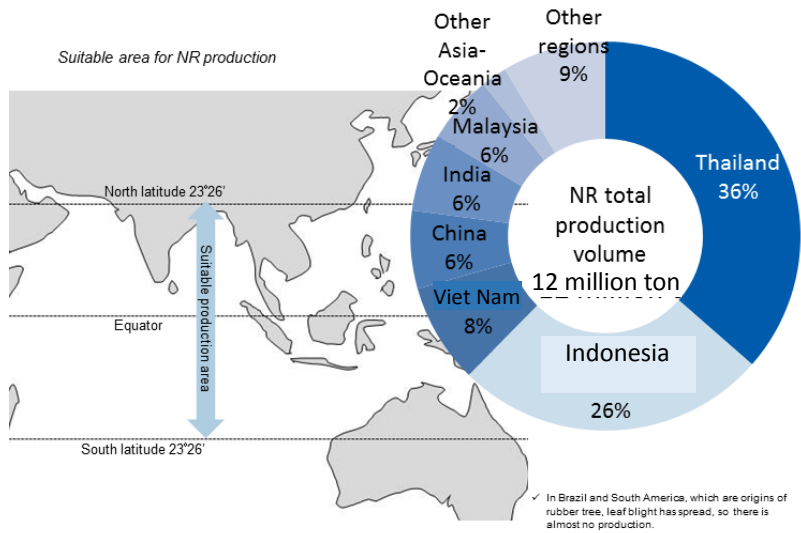 Suitable area for NR production
North latitude 23°26'
Suitable production area
Equator
South latitude 23°26'
Other
Asia-
Oceania
2%
Other
regions
9%
Malaysia
6%
India
6%
China
6%
Viet Nam
8%
Thailand
36%
Indonesia
26%
NR total
production
volume
12 million ton
✓ In Brazil and South America, which are origins of
rubber tree, leaf blight has spread, so there is
almost no production.